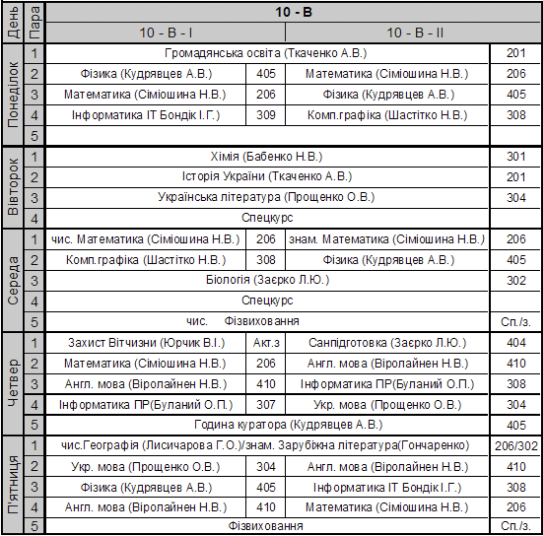 День Пара 10 - В
10 - В - І 10 - В - ІІ
Понеділок
1 Громадянська освіта (Ткаченко А.В.) 201
2 Фізика (Кудрявцев А.В.) 405 Математика (Сіміошина Н.В.) 206
3 Математика (Сіміошина Н.В.) 206 Фізика (Кудрявцев А.В.) 405
4 Інформатика ІТ Бондік І.Г.) 309 Комп.графіка (Шастітко Н.В.) 308
5
Вівторок
1 Хімія (Бабенко Н.В.) 301
2 Історія України (Ткаченко А.В.) 201
3 Українська література (Прощенко О.В.) 304
4 Спецкурс
Середа
1 чис. Математика (Сіміошина Н.В.) 206 знам. Математика (Сіміошина Н.В.) 206
2 Комп.графіка (Шастітко Н.В.) 308 Фізика (Кудрявцев А.В.) 405
3 Біологія (Заєрко Л.Ю.) 302
4 Спецкурс
5 чис. Фізвиховання Сп./з.
Четвер
1 Захист Вітчизни (Юрчик В.І.) Акт.з Санпідготовка (Заєрко Л.Ю.) 404
2 Математика (Сіміошина Н.В.) 206 Англ. мова (Віролайнен Н.В.) 410
3 Англ. мова (Віролайнен Н.В.) 410 Інформатика ПР(Буланий О.П.) 308
4 Інформатика ПР(Буланий О.П.) 307 Укр. мова (Прощенко О.В.) 304
5 Година куратора (Кудрявцев А.В.) 405
П'ятниця
1 чис.Географія (Лисичарова Г.О.)/знам. Зарубіжна література(Гончаренко) 206/302
2 Укр. мова (Прощенко О.В.) 304 Англ. мова (Віролайнен Н.В.) 410
3 Фізика (Кудрявцев А.В.) 405 Інформатика ІТ Бондік І.Г.) 308
4 Англ. мова (Віролайнен Н.В.) 410 Математика (Сіміошина Н.В.) 206
5 Фізвиховання Сп./з.